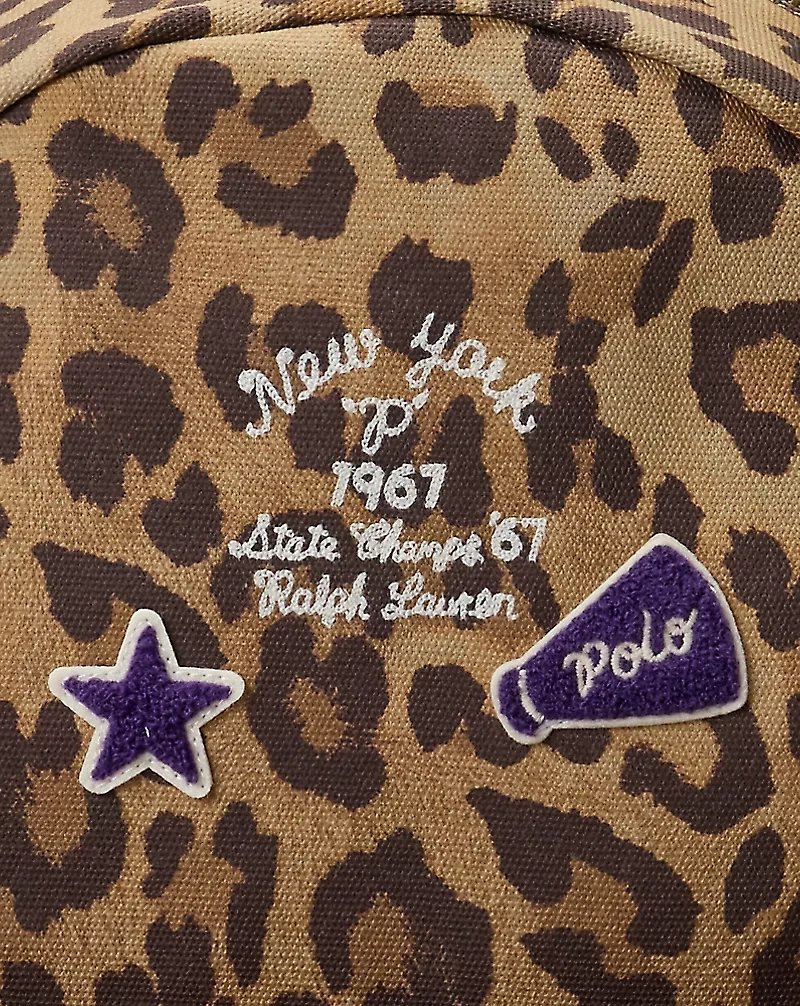 New York
P
1967
State Champs '67
Ralph Lauren
Polo